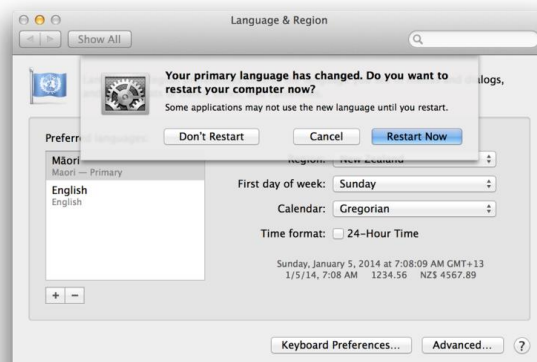 Language & Region
Show All
Your primary language has changed. Do you want to
restart your computer now?
Some applications may not use the new language until you restart.
alogs,
Don't Restart Cancel Restart Now
Preferred languages:
Māori
Maori — Primary
English
English
Region: New Zealand
First day of week: Sunday
Calendar: Gregorian
Time format: 24-Hour Time
Sunday, January 5, 2014 at 7:08:09 AM GMT+13
1/5/14, 7:08 AM 1234.56 NZ$ 4567.89
+ −
Keyboard Preferences... Advanced... ?